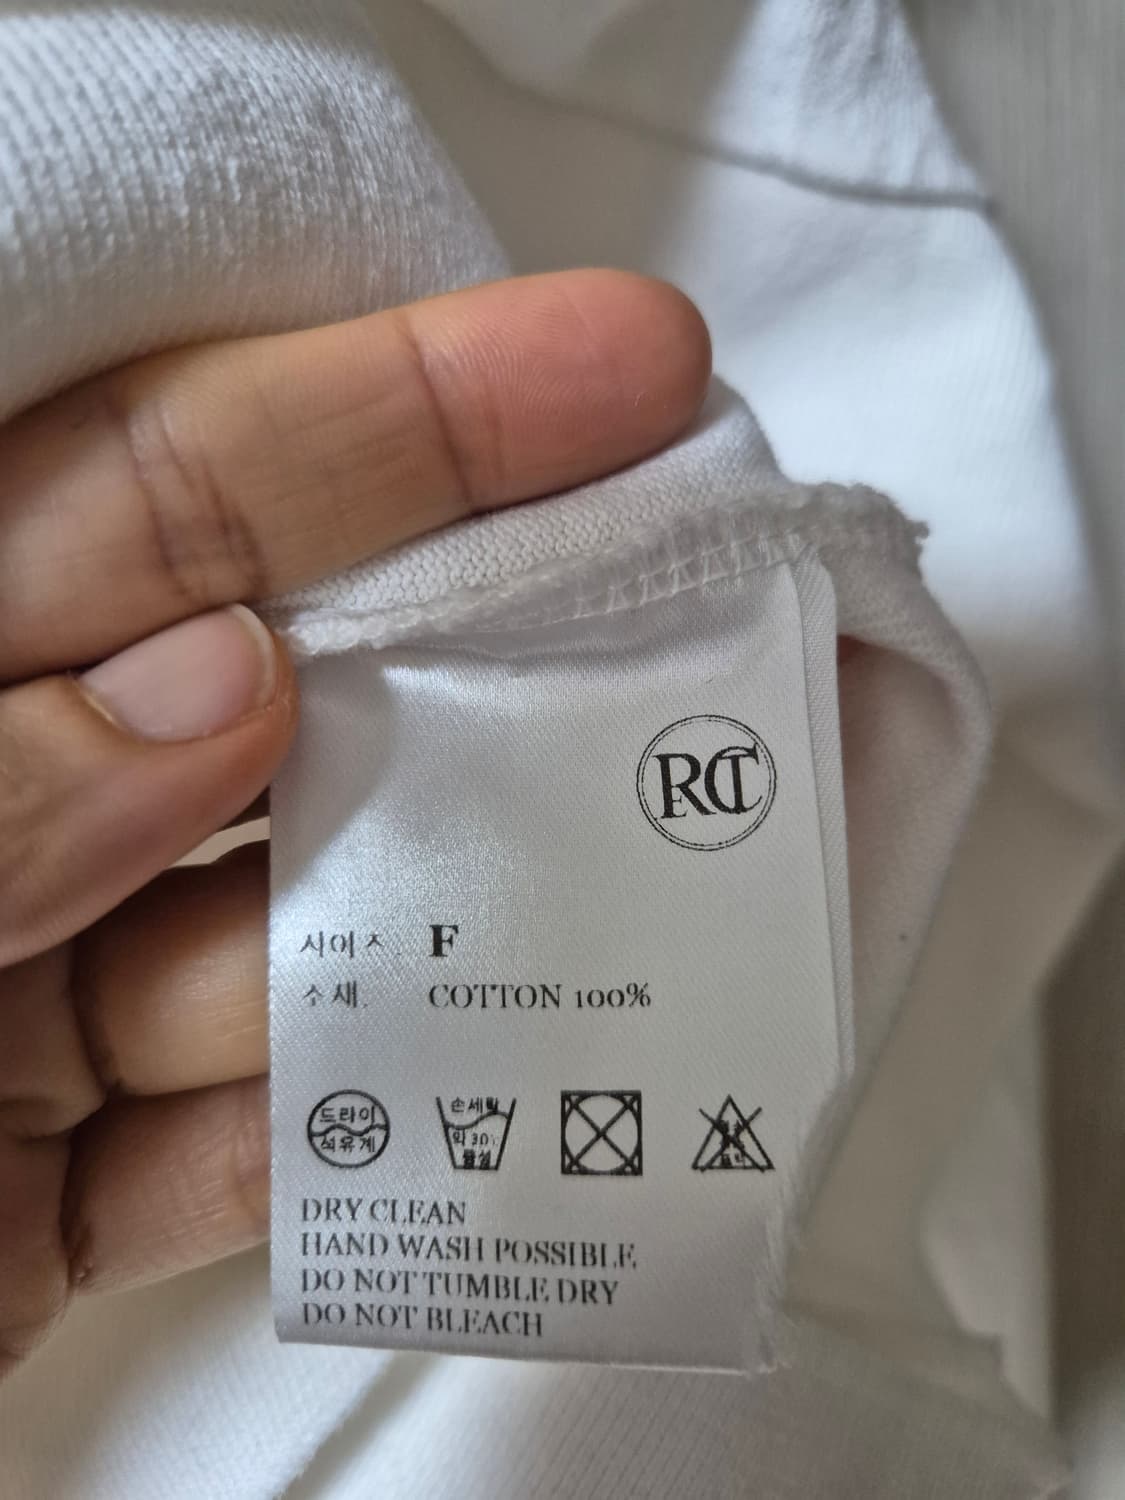 RCT
사이즈 F
소재 COTTON 100%
드라이
석유계
손세탁
약 30℃
중성
DRY CLEAN
HAND WASH POSSIBLE
DO NOT TUMBLE DRY
DO NOT BLEACH